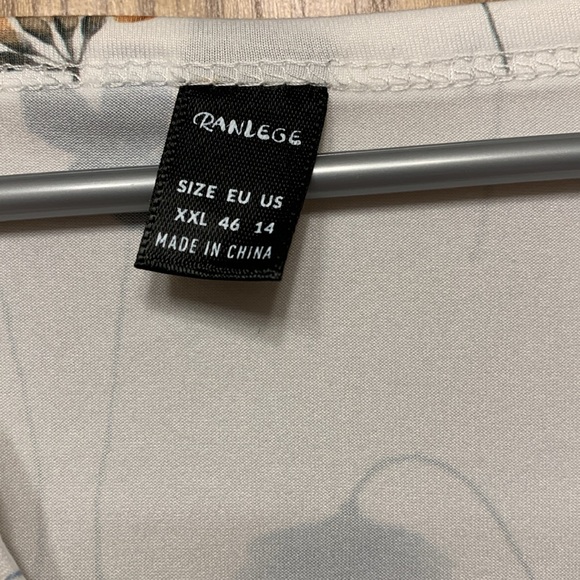 RANLEGE
SIZE EU US
XXL 46 14
MADE IN CHINA